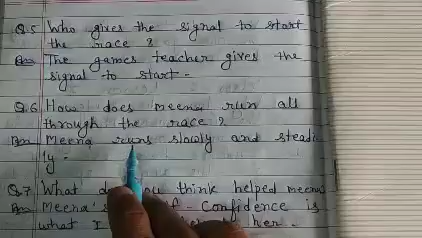 Q.5 Who gives the signal to start
the race ?
Ans The games teacher gives the
signal to start -
Q.6 How does meena run all
through the race ?
Ans Meena runs slowly and steadi
ly -
Q.7 What do you think helped meena
Ans Meena's Confidence is
what I her -